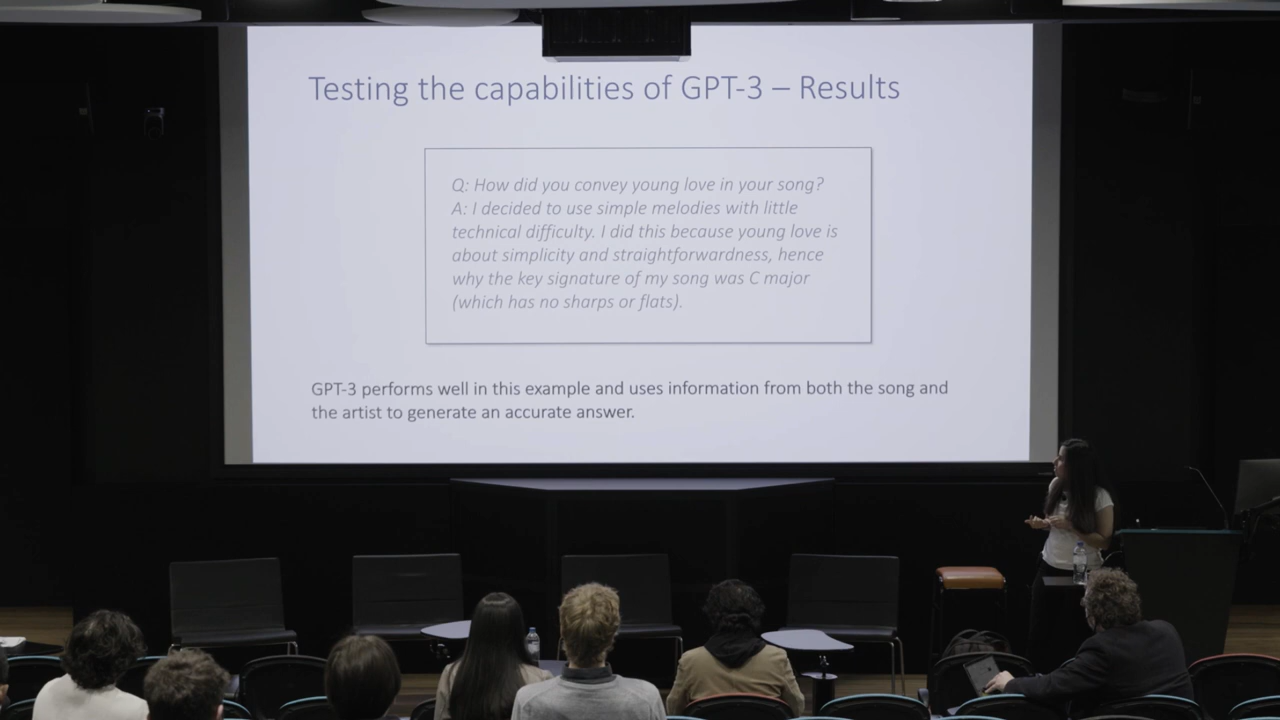 Testing the capabilities of GPT-3 – Results
Q: How did you convey young love in your song?
A: I decided to use simple melodies with little
technical difficulty. I did this because young love is
about simplicity and straightforwardness, hence
why the key signature of my song was C major
(which has no sharps or flats).
GPT-3 performs well in this example and uses information from both the song and
the artist to generate an accurate answer.